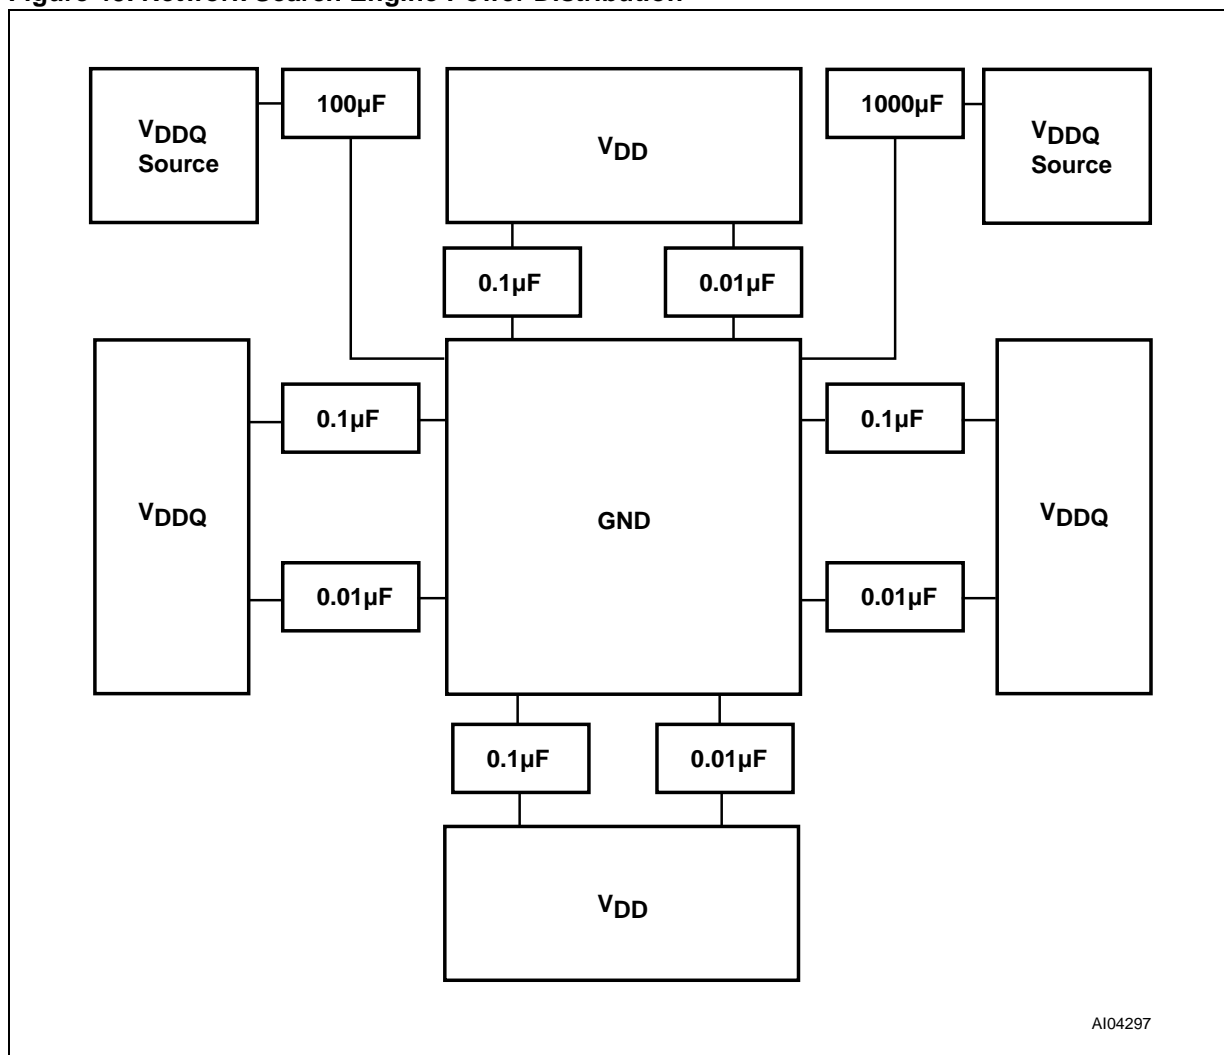 100µF
1000µF
VDDQ
Source
VDD
VDDQ
Source
0.1µF
0.01µF
0.1µF
0.1µF
VDDQ
GND
VDDQ
0.01µF
0.01µF
0.1µF
0.01µF
VDD
AI04297